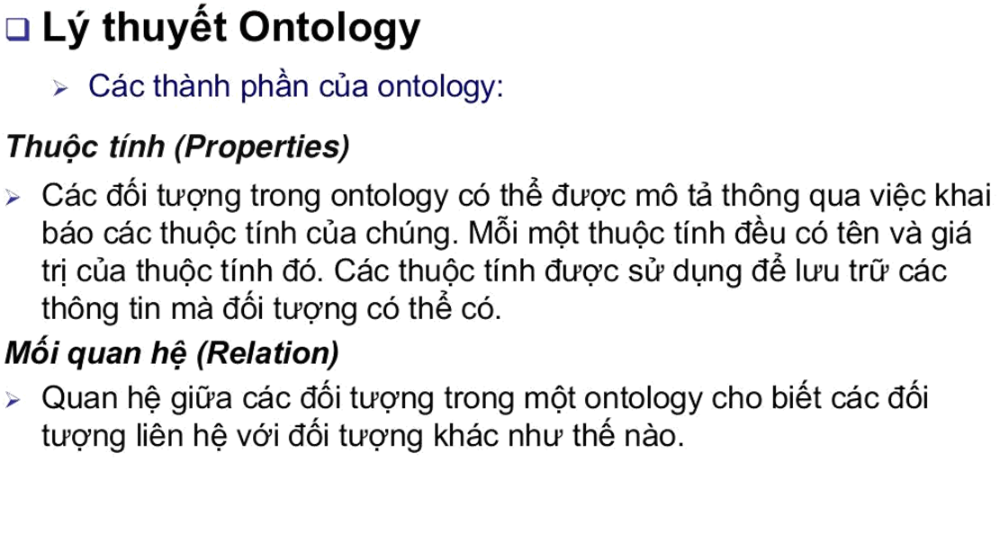 Lý thuyết Ontology
Các thành phần của ontology:
Thuộc tính (Properties)
Các đối tượng trong ontology có thể được mô tả thông qua việc khai
báo các thuộc tính của chúng. Mỗi một thuộc tính đều có tên và giá
trị của thuộc tính đó. Các thuộc tính được sử dụng để lưu trữ các
thông tin mà đối tượng có thể có.
Mối quan hệ (Relation)
Quan hệ giữa các đối tượng trong một ontology cho biết các đối
tượng liên hệ với đối tượng khác như thế nào.